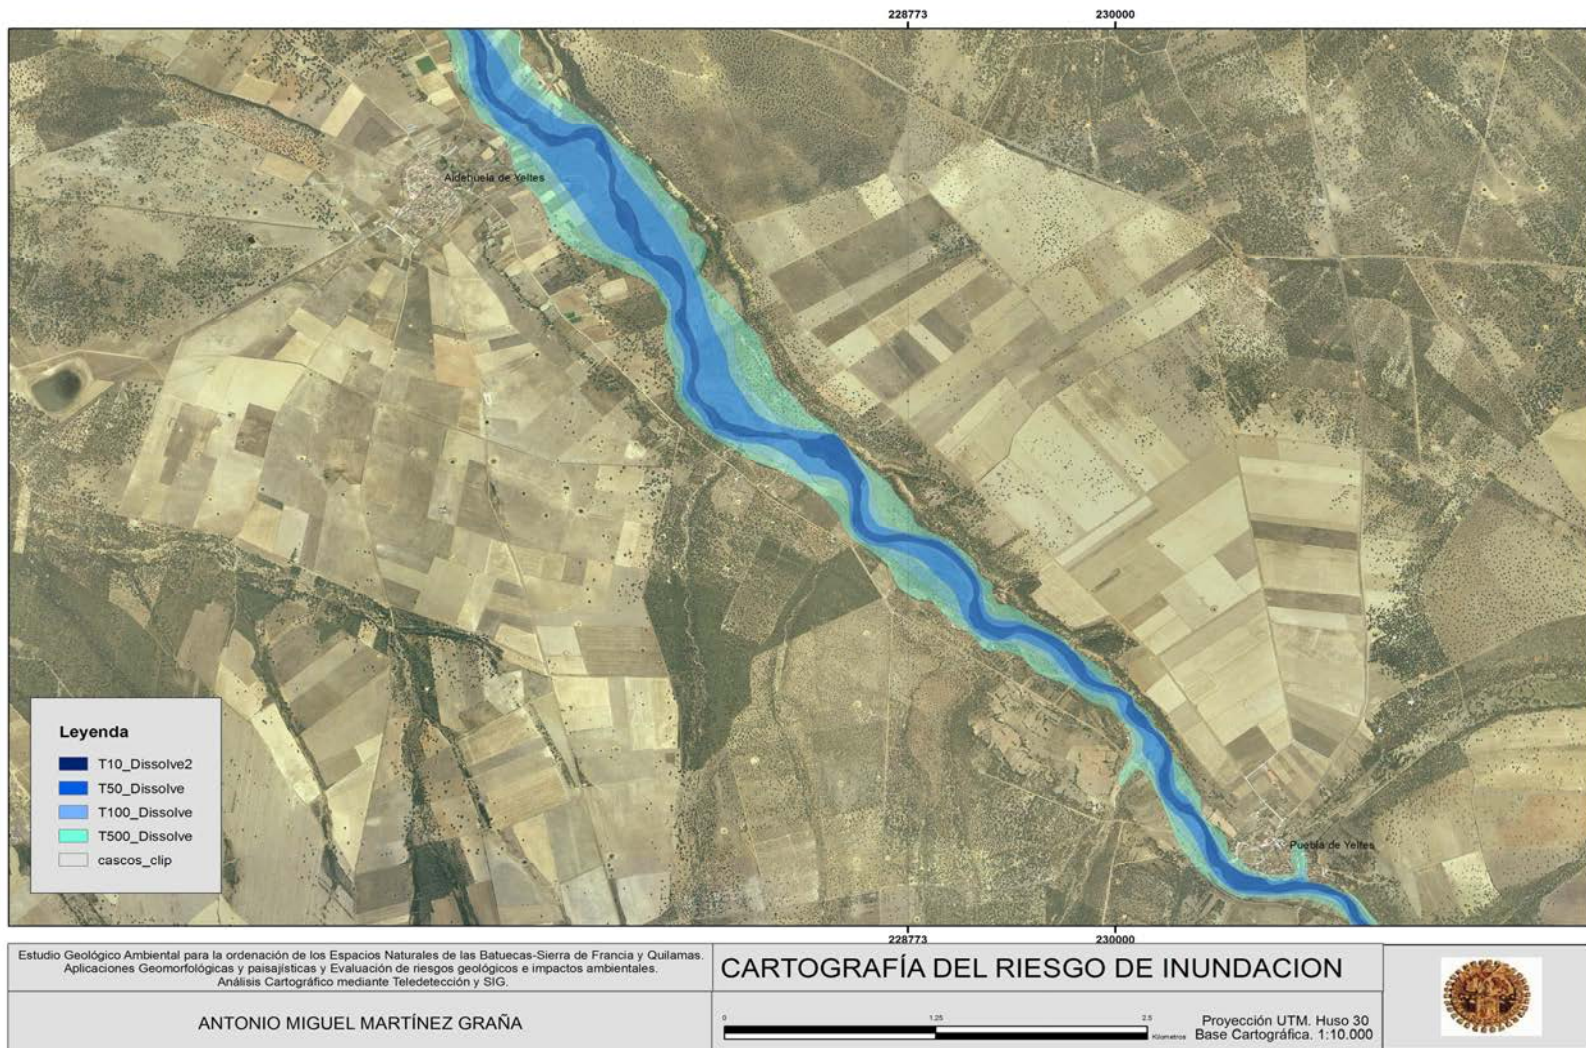 228773
230000
Aldehuela de Yeltes
Puebla de Yeltes
Leyenda
T10_Dissolve2
T50_Dissolve
T100_Dissolve
T500_Dissolve
cascos_clip
228773
230000
Estudio Geológico Ambiental para la ordenación de los Espacios Naturales de las Batuecas-Sierra de Francia y Quilamas.
Aplicaciones Geomorfológicas y paisajísticas y Evaluación de riesgos geológicos e impactos ambientales.
Análisis Cartográfico mediante Teledetección y SIG.
ANTONIO MIGUEL MARTÍNEZ GRAÑA
CARTOGRAFÍA DEL RIESGO DE INUNDACION
0 1,25 2,5
Kilometros
Proyección UTM. Huso 30
Base Cartográfica. 1:10.000